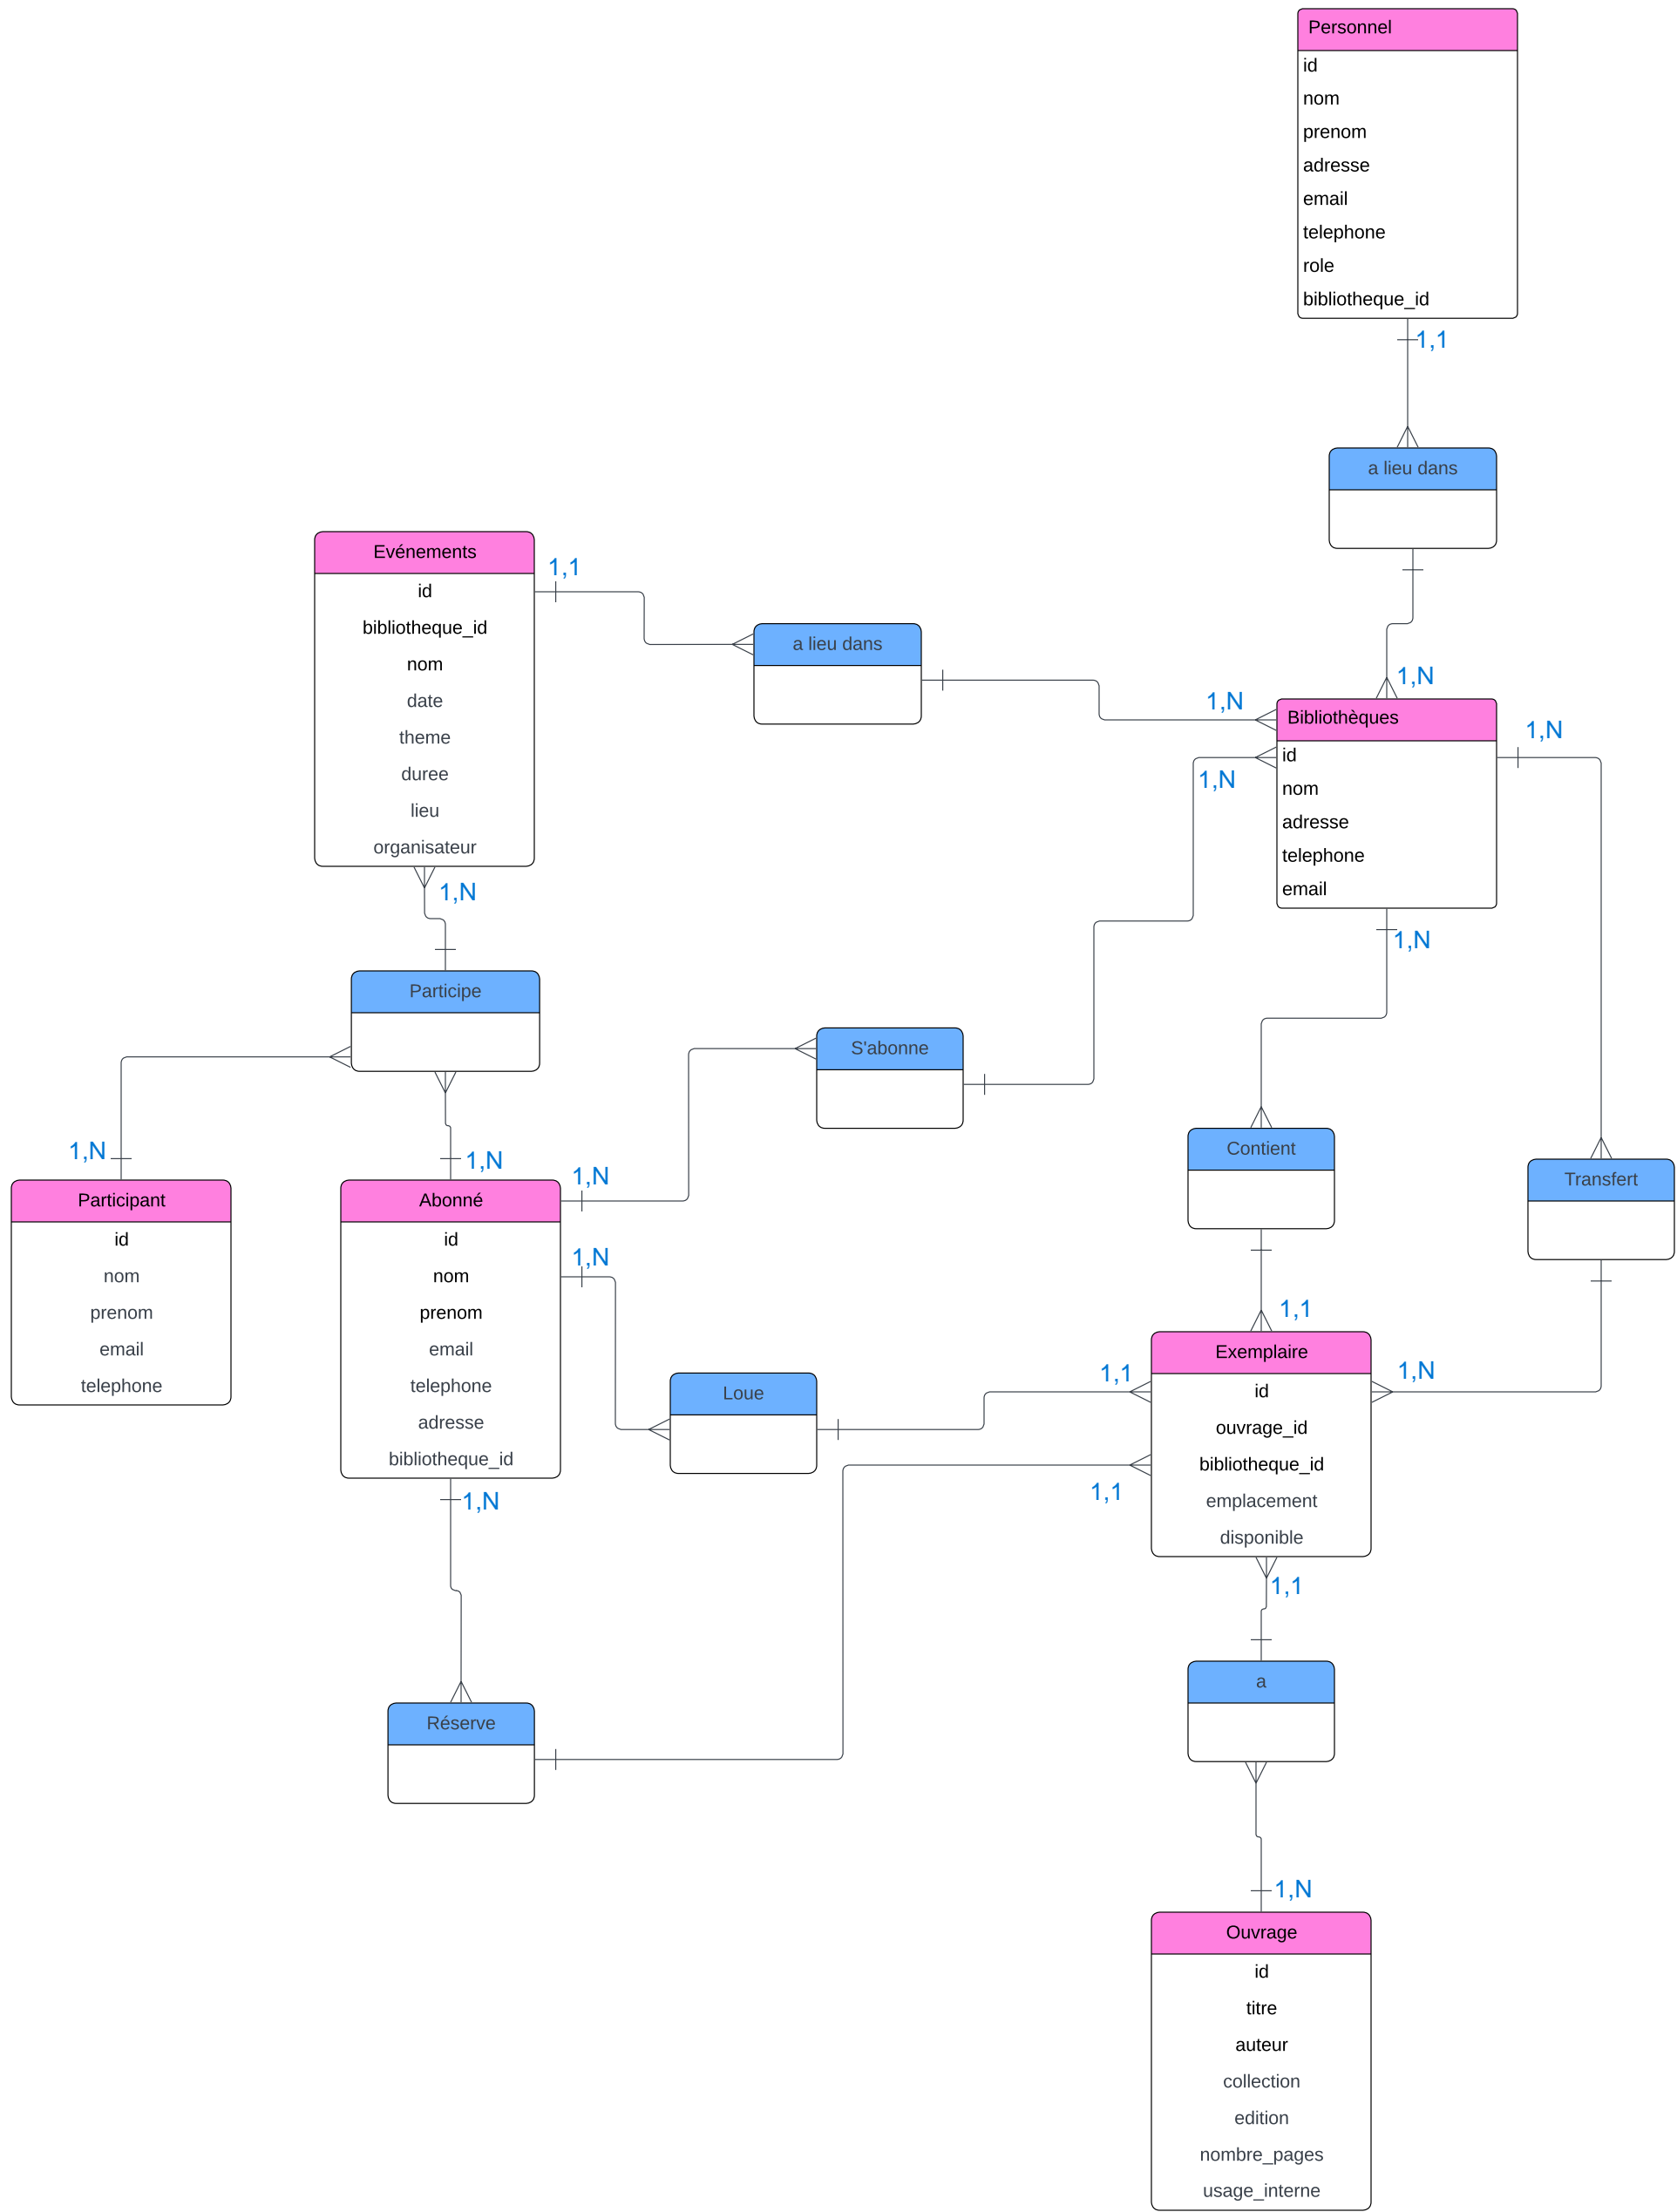 Personnel
id
nom
prenom
adresse
email
telephone
role
bibliotheque_id
1,1
a lieu dans
1,N
Evénements
id
bibliotheque_id
nom
date
theme
duree
lieu
organisateur
1,1
a lieu dans
1,N
1,N
Bibliothèques
id
nom
adresse
telephone
email
1,N
1,N
1,N
Participe
S'abonne
Contient
Transfert
1,N
1,N
1,N
Participant
id
nom
prenom
email
telephone
Abonné
id
nom
prenom
email
telephone
adresse
bibliotheque_id
1,N
Loue
1,1
1,1
1,N
1,1
Exemplaire
id
ouvrage_id
bibliotheque_id
emplacement
disponible
1,N
1,1
Réserve
a
1,N
Ouvrage
id
titre
auteur
collection
edition
nombre_pages
usage_interne